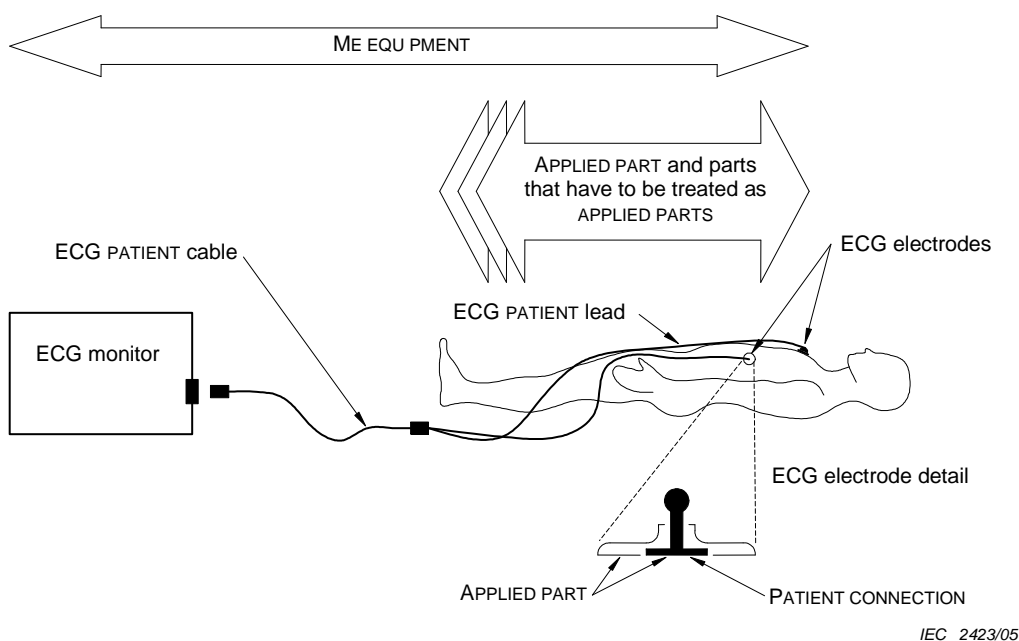 ME EQU PMENT
APPLIED PART and parts
that have to be treated as
APPLIED PARTS
ECG electrodes
ECG PATIENT cable
ECG PATIENT lead
ECG monitor
ECG electrode detail
APPLIED PART
PATIENT CONNECTION
IEC 2423/05